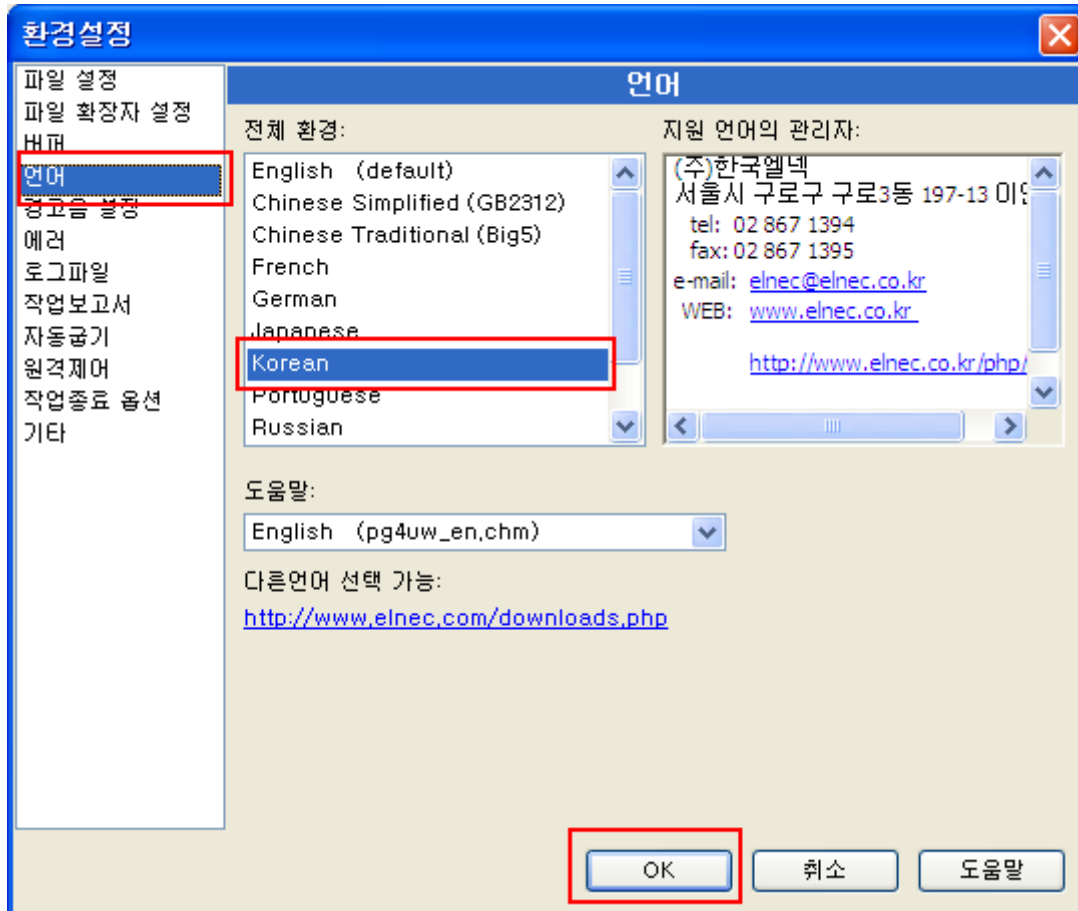 환경설정
파일 설정
파일 확장자 설정
버퍼
언어
경고음 설정
에러
로그파일
작업보고서
자동굽기
원격제어
작업종료 옵션
기타
언어
전체 환경:
English (default)
Chinese Simplified (GB2312)
Chinese Traditional (Big5)
French
German
Japanese
Korean
Portuguese
Russian
지원 언어의 관리자:
(주)한국엘넥
서울시 구로구 구로3동 197-13
tel: 02 867 1394
fax: 02 867 1395
e-mail: elnec@elnec.co.kr
WEB: www.elnec.co.kr
http://www.elnec.co.kr/php/
도움말:
English (pg4uw_en.chm)
다른언어 선택 가능:
http://www.elnec.com/downloads.php
OK
취소
도움말